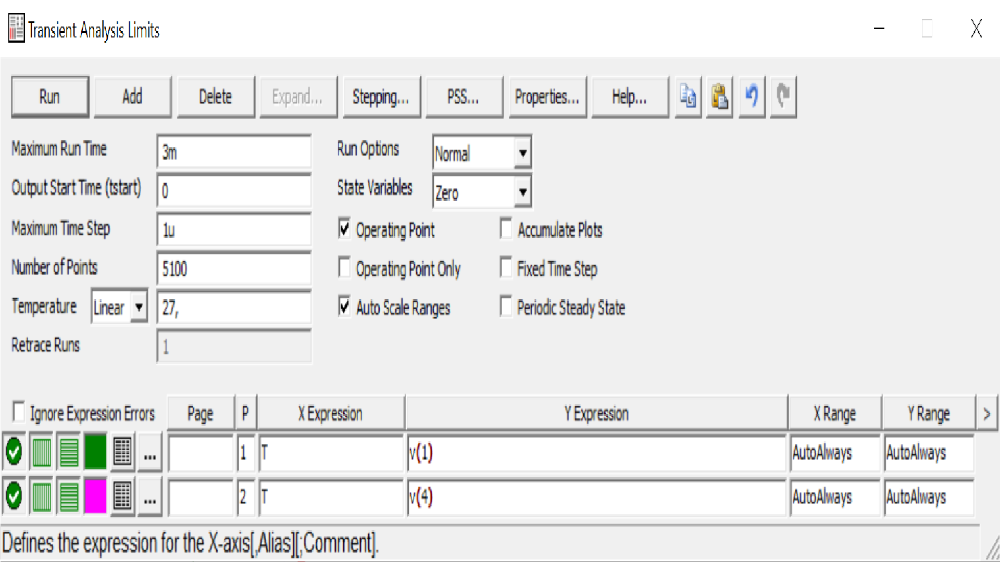 Transient Analysis Limits
Run Add Delete Expand... Stepping... PSS... Properties... Help...
Maximum Run Time 3m Run Options Normal
Output Start Time (tstart) 0 State Variables Zero
Maximum Time Step 1u Operating Point Accumulate Plots
Number of Points 5100 Operating Point Only Fixed Time Step
Temperature Linear 27, Auto Scale Ranges Periodic Steady State
Retrace Runs 1
Ignore Expression Errors Page P X Expression Y Expression X Range Y Range >
... 1 T v(1) AutoAlways AutoAlways
... 2 T v(4) AutoAlways AutoAlways
Defines the expression for the X-axis[,Alias][;Comment].